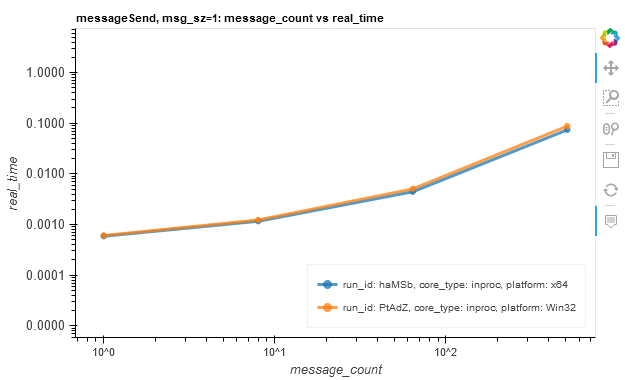 messageSend, msg_sz=1: message_count vs real_time
1.0000
0.1000
0.0100
0.0010
0.0001
0.0000
real_time
run_id: haMSb, core_type: inproc, platform: x64
run_id: PtAdZ, core_type: inproc, platform: Win32
10^0
10^1
10^2
message_count